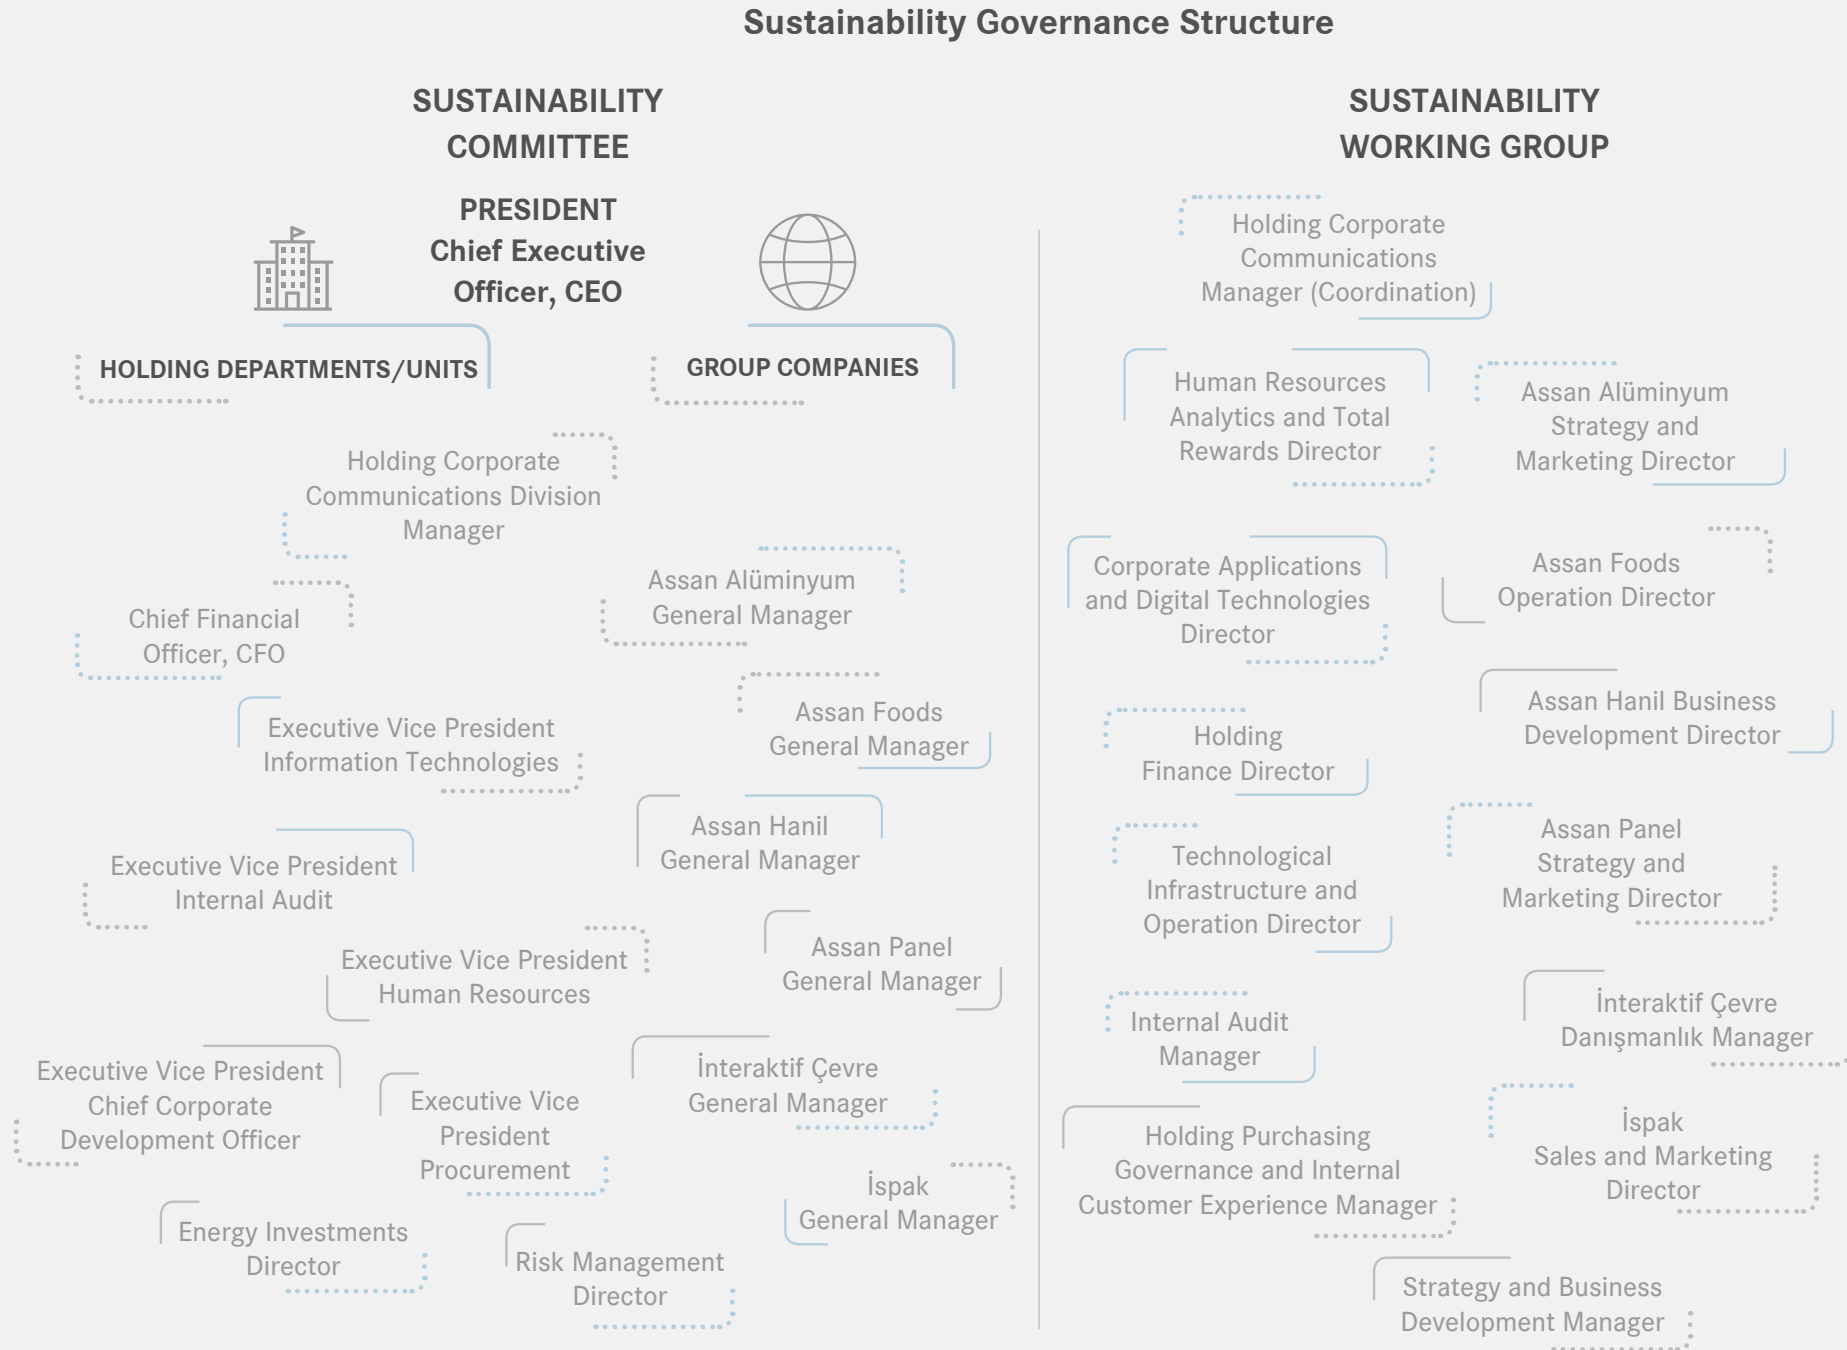 Sustainability Governance Structure
SUSTAINABILITY
COMMITTEE
PRESIDENT
Chief Executive
Officer, CEO
HOLDING DEPARTMENTS/UNITS
Holding Corporate
Communications Division
Manager
Chief Financial
Officer, CFO
Executive Vice President
Information Technologies
Executive Vice President
Internal Audit
Executive Vice President
Human Resources
Executive Vice President
Chief Corporate
Development Officer
Executive Vice
President
Procurement
Energy Investments
Director
Risk Management
Director
GROUP COMPANIES
Assan Alüminyum
General Manager
Assan Foods
General Manager
Assan Hanil
General Manager
Assan Panel
General Manager
İnteraktif Çevre
General Manager
İspak
General Manager
SUSTAINABILITY
WORKING GROUP
Holding Corporate
Communications
Manager (Coordination)
Human Resources
Analytics and Total
Rewards Director
Corporate Applications
and Digital Technologies
Director
Holding
Finance Director
Technological
Infrastructure and
Operation Director
Internal Audit
Manager
Holding Purchasing
Governance and Internal
Customer Experience Manager
Assan Alüminyum
Strategy and
Marketing Director
Assan Foods
Operation Director
Assan Hanil Business
Development Director
Assan Panel
Strategy and
Marketing Director
İnteraktif Çevre
Danışmanlık Manager
İspak
Sales and Marketing
Director
Strategy and Business
Development Manager